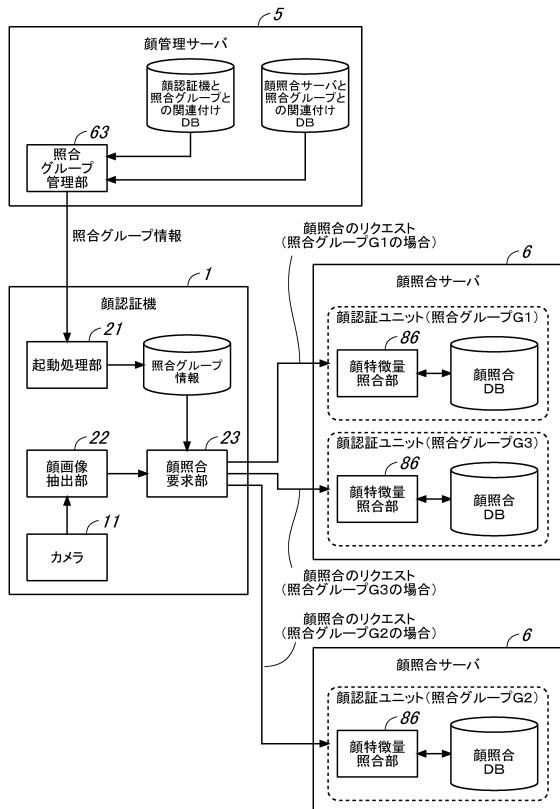 5
顔管理サーバ
顔認証機と
照合グループと
の関連付け
DB
顔照合サーバと
照合グループと
の関連付け
DB
63
照合
グループ
管理部
照合グループ情報
1
顔認証機
21
起動処理部
照合グループ
情報
22
顔画像
抽出部
23
顔照合
要求部
11
カメラ
顔照合のリクエスト
(照合グループG1の場合)
6
顔照合サーバ
顔認証ユニット(照合グループG1)
86
顔特徴量
照合部
顔照合
DB
顔認証ユニット(照合グループG3)
86
顔特徴量
照合部
顔照合
DB
顔照合のリクエスト
(照合グループG3の場合)
顔照合のリクエスト
(照合グループG2の場合)
6
顔照合サーバ
顔認証ユニット(照合グループG2)
86
顔特徴量
照合部
顔照合
DB